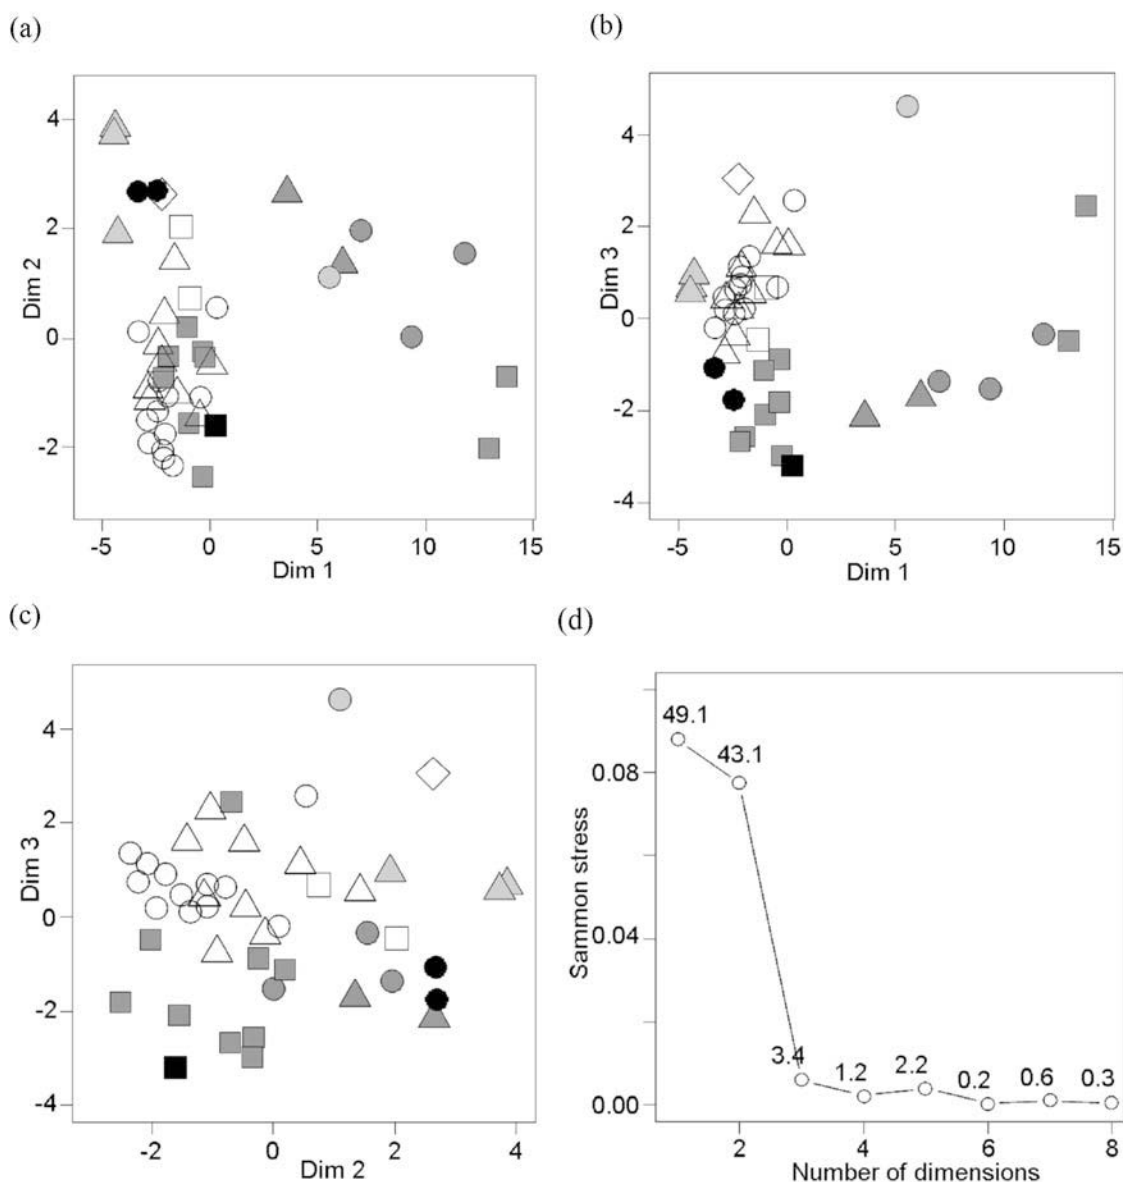 (a)
4
2
0
-2
Dim 2
-5 0 5 10 15
Dim 1
(b)
4
2
0
-2
-4
Dim 3
-5 0 5 10 15
Dim 1
(c)
4
2
0
-2
-4
Dim 3
-2 0 2 4
Dim 2
(d)
49.1
43.1
3.4 1.2 2.2 0.2 0.6 0.3
0.08
0.04
0.00
Sammon stress
2 4 6 8
Number of dimensions